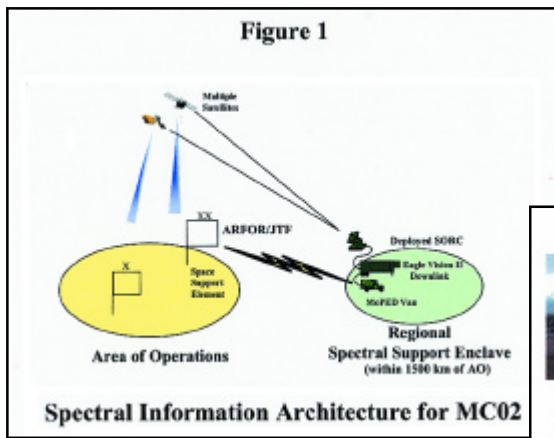 Figure 1
Multiple
Satellites
XX
ARFOR/JTF
X
Space
Support
Element
Deployed SORC
Eagle Vision II
Downlink
MoPED Van
Area of Operations
Regional
Spectral Support Enclave
(within 1500 km of AO)
Spectral Information Architecture for MC02